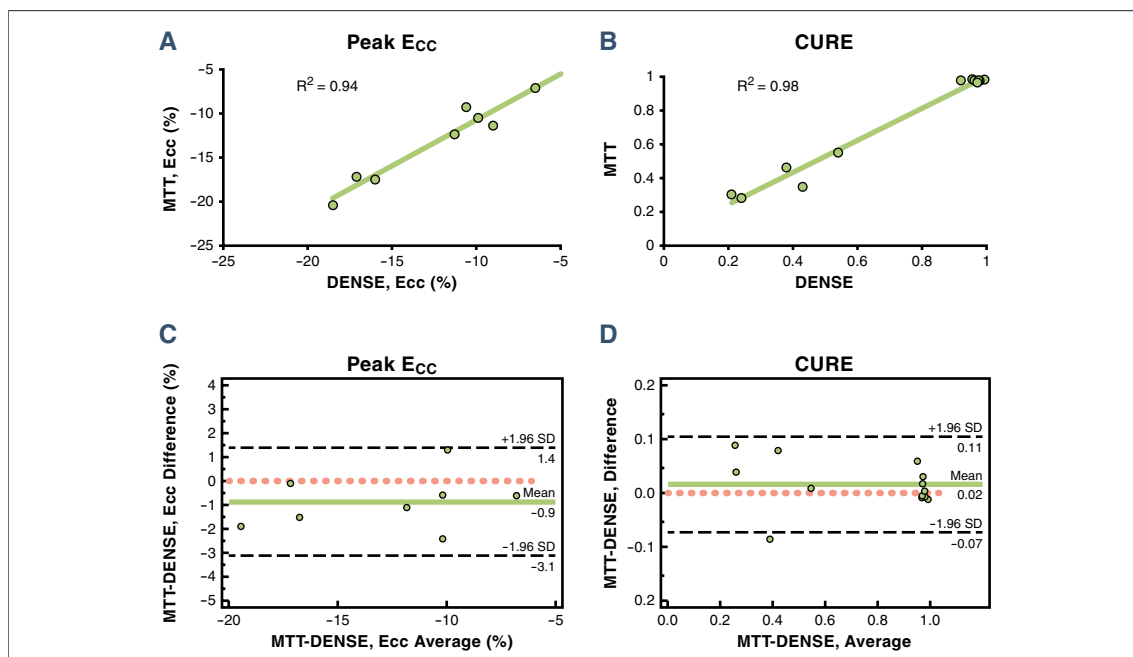 A
Peak ECC
R2 = 0.94
−5
−10
−15
−20
−25
MTT, Ecc (%)
−25
−20
−15
−10
−5
DENSE, Ecc (%)
B
CURE
R2 = 0.98
1
0.8
0.6
0.4
0.2
0
MTT
0
0.2
0.4
0.6
0.8
1
DENSE
C
Peak ECC
MTT-DENSE, Ecc Difference (%)
4
3
2
1
0
−1
−2
−3
−4
−5
+1.96 SD
1.4
Mean
−0.9
−1.96 SD
−3.1
−20
−15
−10
−5
MTT-DENSE, Ecc Average (%)
D
CURE
MTT-DENSE, Difference
0.2
0.1
0.0
−0.1
0.2
+1.96 SD
0.11
Mean
0.02
−1.96 SD
−0.07
0.0
0.2
0.4
0.6
0.8
1.0
MTT-DENSE, Average